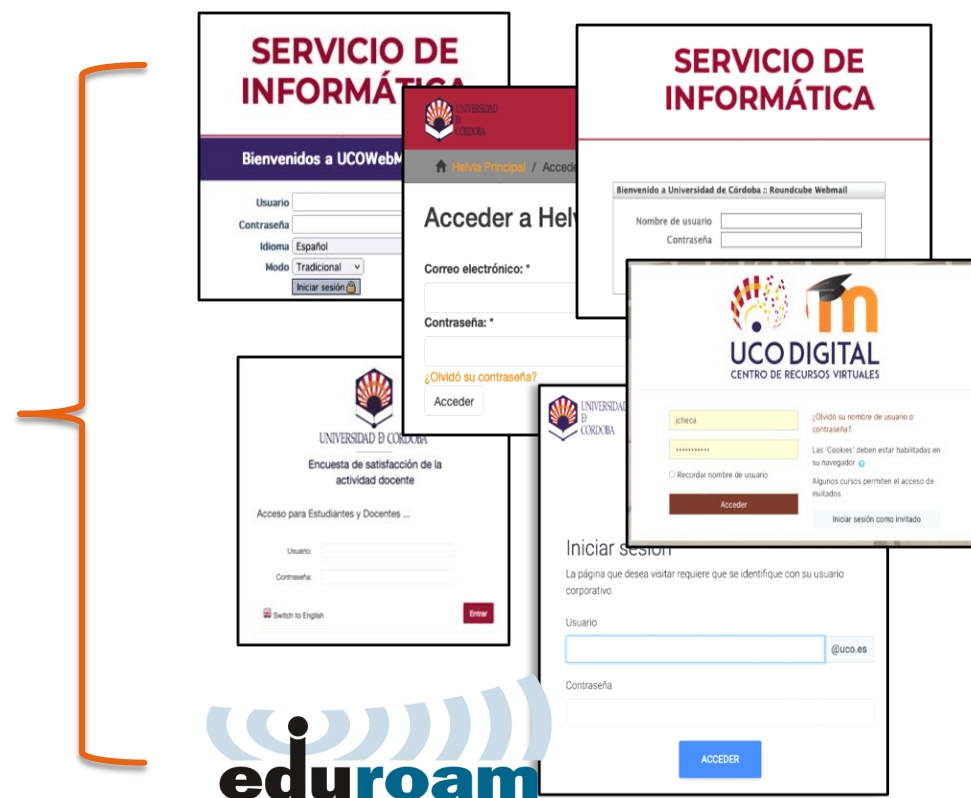 SERVICIO DE
INFORMÁTICA
Bienvenidos a UCOWebM
Usuario
Contraseña
Idioma Español
Modo Tradicional
Iniciar sesión
UNIVERSIDAD
Ð
CORDOBA
Helvia Principal / Accede
Acceder a Hel
Correo electrónico: *
Contraseña: *
¿Olvidó su contraseña?
Acceder
SERVICIO DE
INFORMÁTICA
Bienvenido a Universidad de Córdoba :: Roundcube Webmail
Nombre de usuario
Contraseña
UCO DIGITAL
CENTRO DE RECURSOS VIRTUALES
jcheca
***********
Recordar nombre de usuario
Acceder
¿Olvidó su nombre de usuario o
contraseña?
Las 'Cookies' deben estar habilitadas en
su navegador
Algunos cursos permiten el acceso de
invitados
Iniciar sesión como invitado
UNIVERSIDAD Ð CORDOBA
Encuesta de satisfacción de la
actividad docente
Acceso para Estudiantes y Docentes ...
Usuario:
Contraseña:
Switch to English
Entrar
UNIVERSIDAD
Ð
CORDOBA
Iniciar sesión
La página que desea visitar requiere que se identifique con su usuario
corporativo.
Usuario
@uco.es
Contraseña
ACCEDER
eduroam